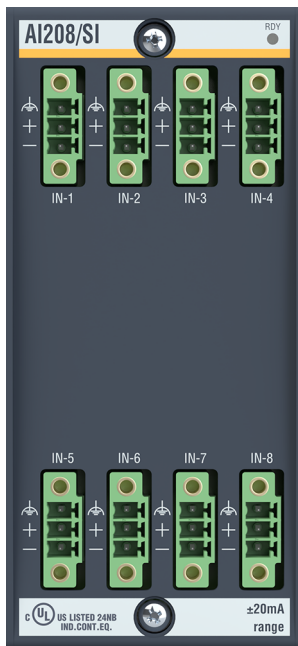 AI208/SI
RDY
+ + + +
− − − −
IN-1 IN-2 IN-3 IN-4
IN-5 IN-6 IN-7 IN-8
+ + + +
− − − −
C UL US LISTED 24NB
IND.CONT.EQ.
±20mA
range